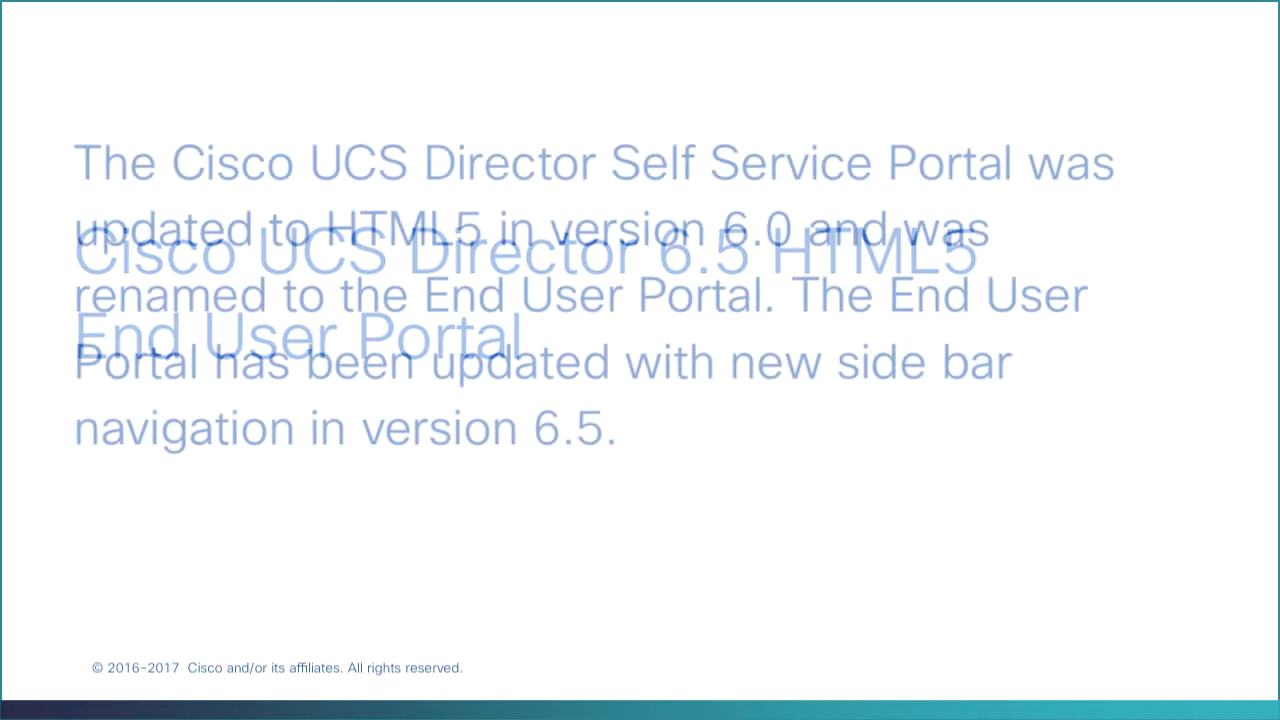 The Cisco UCS Director Self Service Portal was
updated to HTML5 in version 6.0 and was
Cisco UCS Director 6.5 HTML5
renamed to the End User Portal. The End User
End User Portal
Portal has been updated with new side bar
navigation in version 6.5.
© 2016-2017 Cisco and/or its affiliates. All rights reserved.